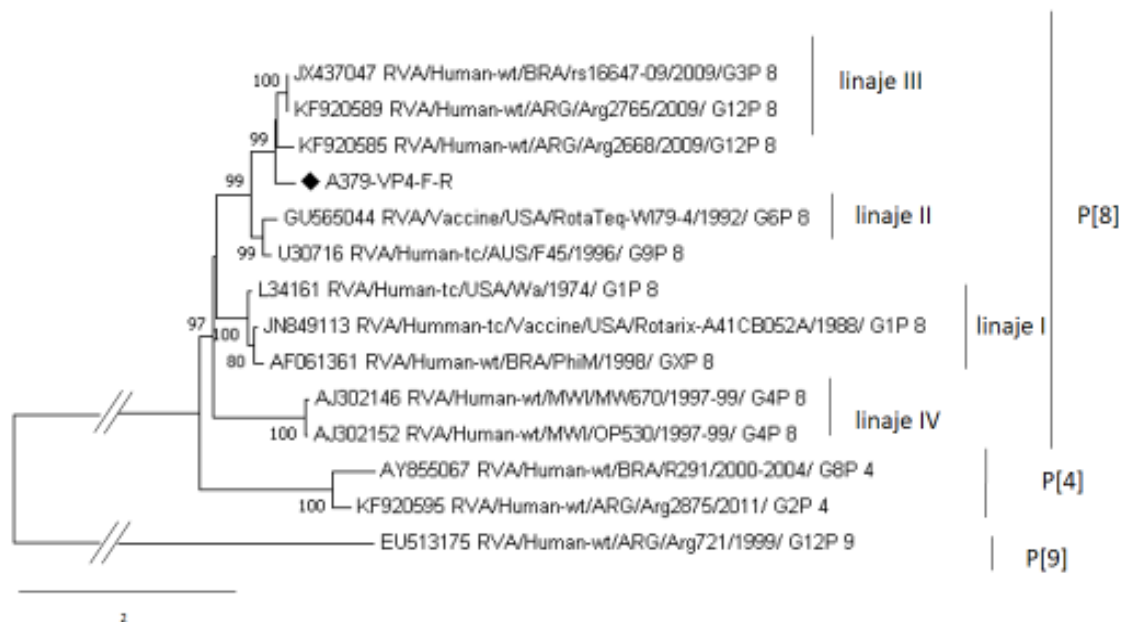 JX437047 RVA/Human-wt/BRA/rs16647-09/2009/G3P 8
100
linaje III
KF920589 RVA/Human-wt/ARG/Arg2765/2009/ G12P 8
99
KF920585 RVA/Human-wt/ARG/Arg2668/2009/G12P 8
99
A379-VP4-F-R
GU565044 RVA/Vaccine/USA/RotaTeq-WI79-4/1992/ G6P 8
linaje II
P[8]
99
U30716 RVA/Human-tc/AUS/F45/1996/ G9P 8
L34161 RVA/Human-tc/USA/Wa/1974/ G1P 8
97
100
JN849113 RVA/Humman-tc/Vaccine/USA/Rotarix-A41CB052A/1988/ G1P 8
linaje I
80
AF061361 RVA/Human-wt/BRA/PhiM/1998/ GXP 8
AJ302146 RVA/Human-wt/MWI/MW670/1997-99/ G4P 8
linaje IV
100
AJ302152 RVA/Human-wt/MWI/OP530/1997-99/ G4P 8
AY855067 RVA/Human-wt/BRA/R291/2000-2004/ G8P 4
P[4]
100
KF920595 RVA/Human-wt/ARG/Arg2875/2011/ G2P 4
EU513175 RVA/Human-wt/ARG/Arg721/1999/ G12P 9
P[9]
2